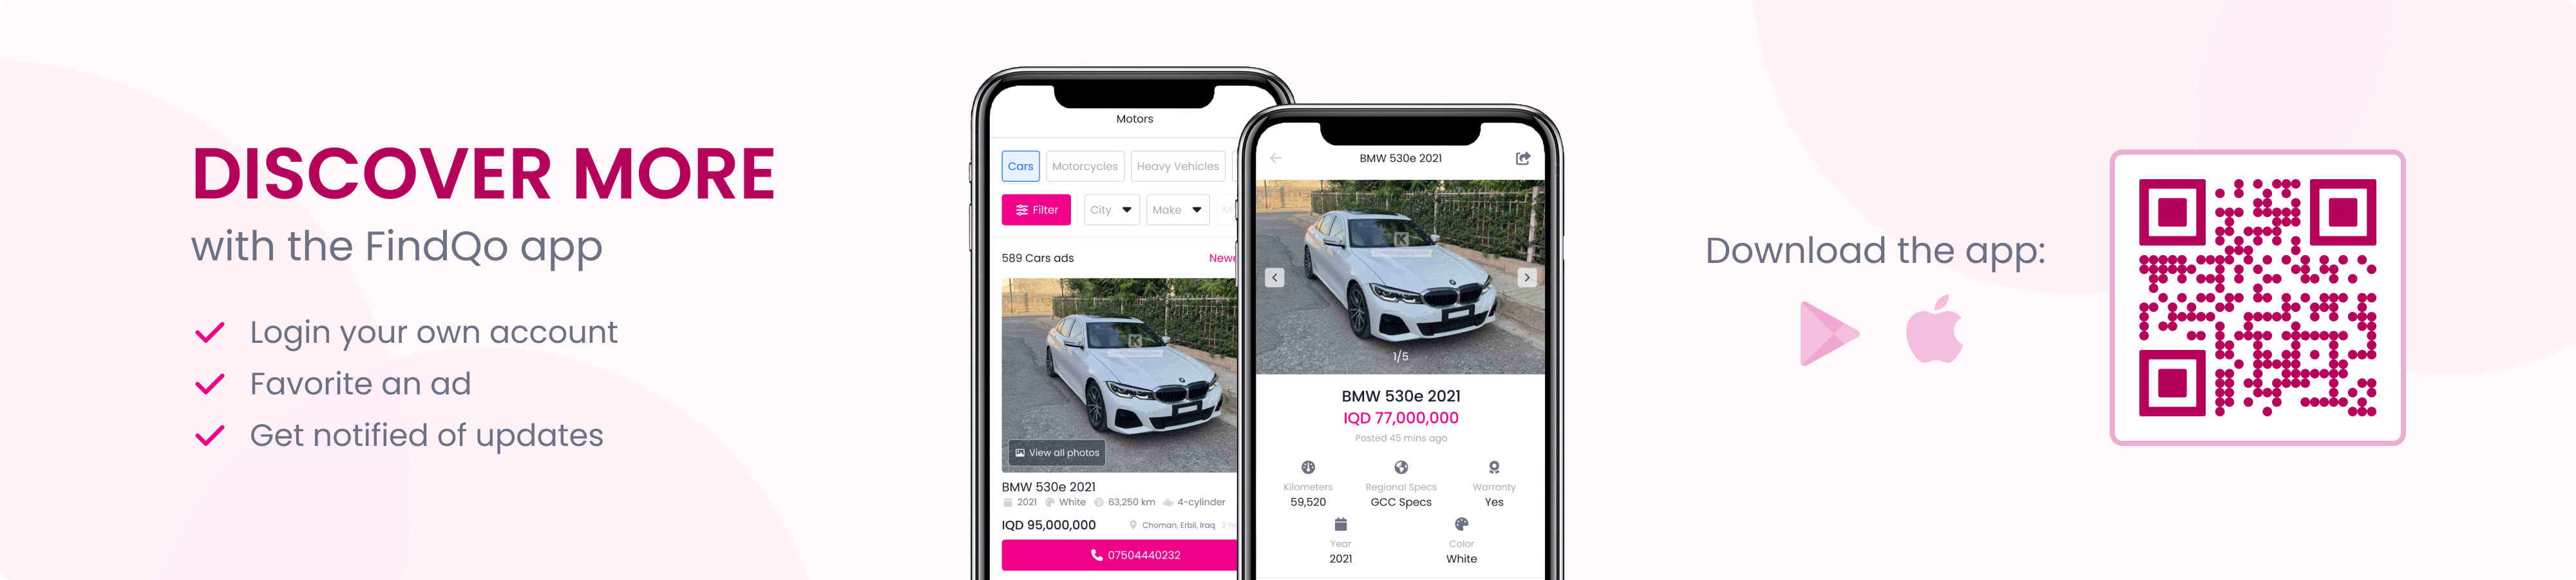 DISCOVER MORE
with the FindQo app
Login your own account
Favorite an ad
Get notified of updates
Motors
Cars
Motorcycles
Heavy Vehicles
Filter
City
Make
589 Cars ads
View all photos
BMW 530e 2021
2021 White 63,250 km 4-cylinder
IQD 95,000,000
Choman, Erbil, Iraq
07504440232
BMW 530e 2021
1/5
BMW 530e 2021
IQD 77,000,000
Posted 45 mins ago
Kilometers Regional Specs Warranty
59,520 GCC Specs Yes
Year Color
2021 White
Download the app: